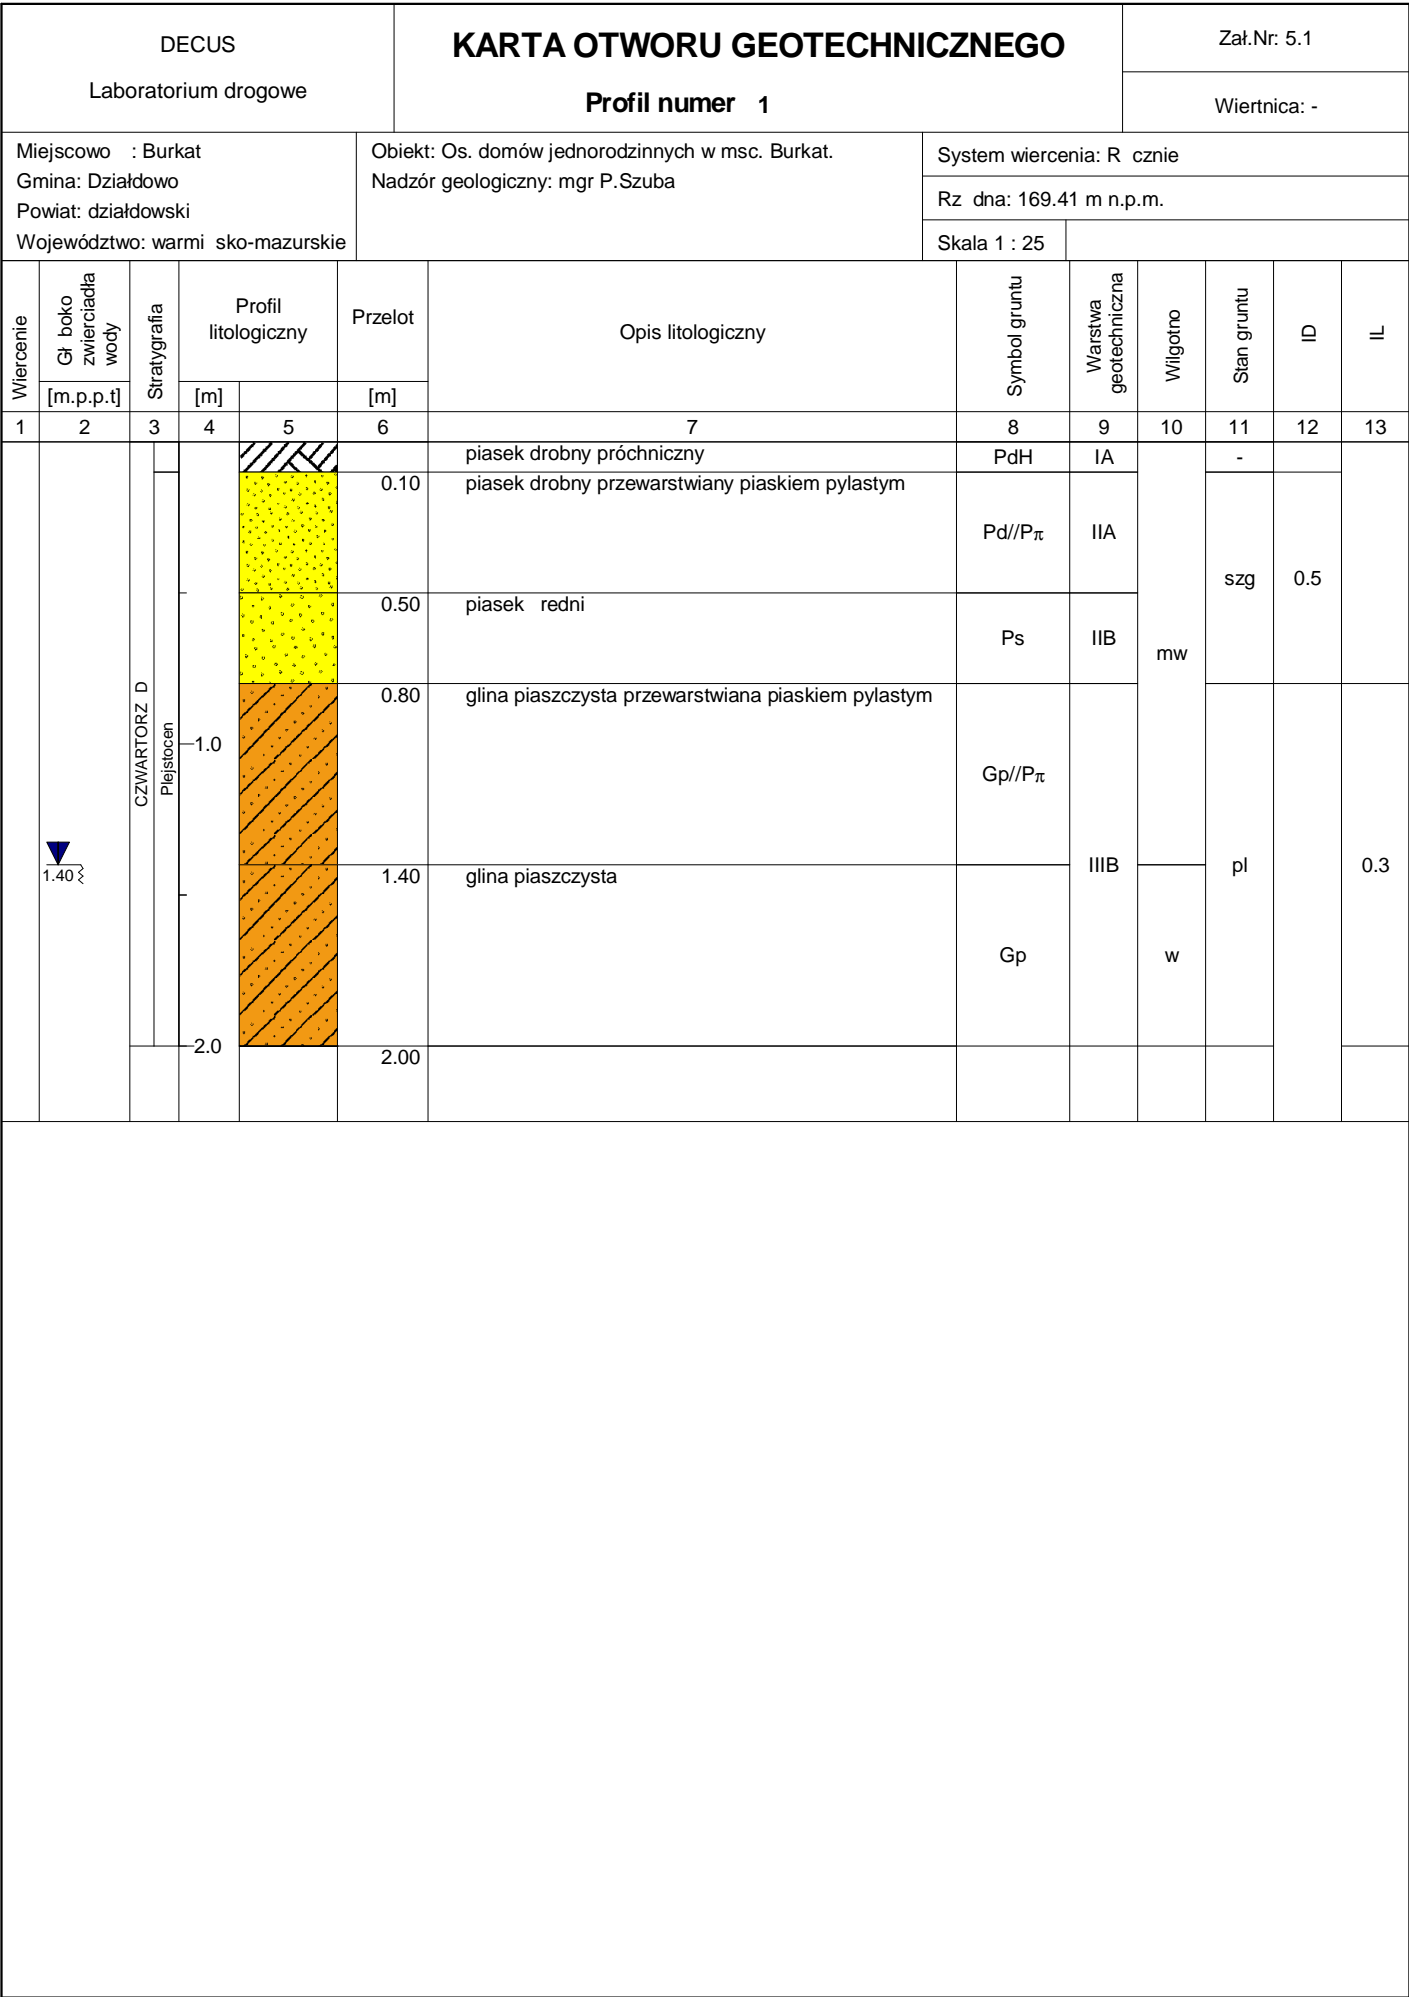 DECUS
Laboratorium drogowe
KARTA OTWORU GEOTECHNICZNEGO
Profil numer 1
Zał.Nr: 5.1
Wiertnica: -
Miejscowo : Burkat
Gmina: Działdowo
Powiat: działdowski
Województwo: warmi sko-mazurskie
Obiekt: Os. domów jednorodzinnych w msc. Burkat.
Nadzór geologiczny: mgr P.Szuba
System wiercenia: R cznie
Rz dna: 169.41 m n.p.m.
Skala 1 : 25
Wiercenie
Gł boko
zwierciadła
wody
[m.p.p.t]
Stratygrafia
Profil
litologiczny
[m]
Przelot
[m]
Opis litologiczny
Symbol gruntu
Warstwa
geotechniczna
Wilgotno
Stan gruntu
ID
IL
1 2 3 4 5 6 7 8 9 10 11 12 13
piasek drobny próchniczny PdH IA -
0.10 piasek drobny przewarstwiany piaskiem pylastym
Pd//Pπ IIA
szg 0.5
0.50 piasek redni
Ps IIB
mw
0.80 glina piaszczysta przewarstwiana piaskiem pylastym
CZWARTORZ D
Plejstocen
1.0
Gp//Pπ
IIIB pl 0.3
1.40
1.40 glina piaszczysta
Gp w
2.0
2.00